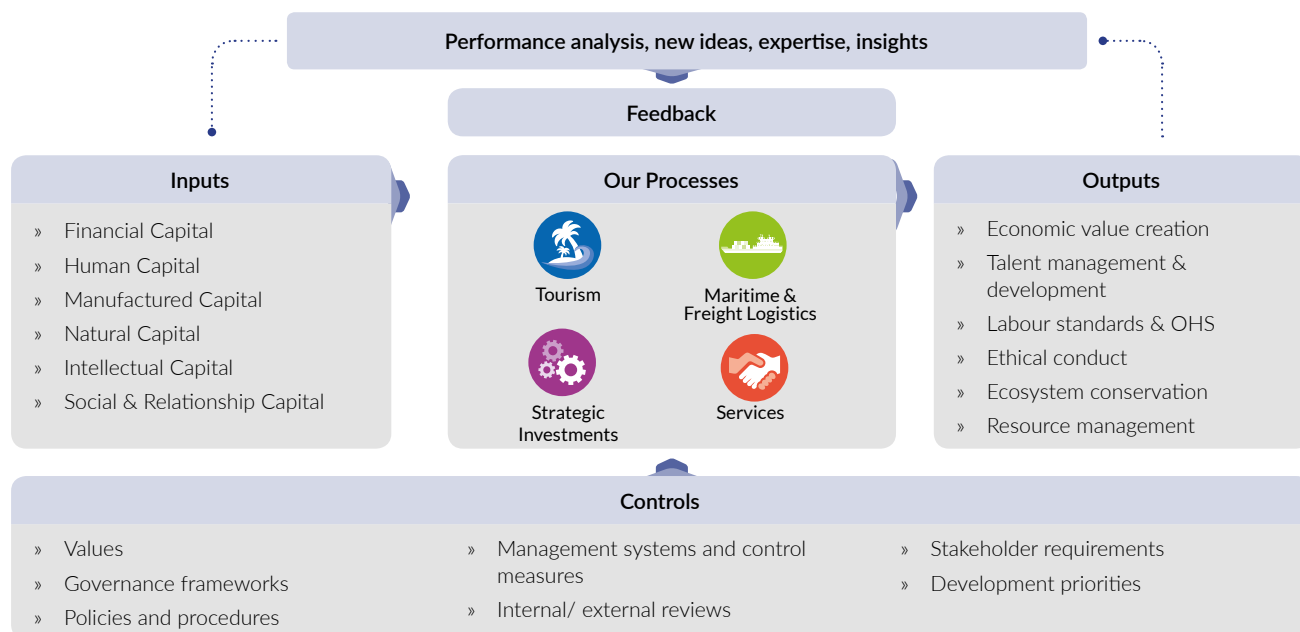 Performance analysis, new ideas, expertise, insights
Feedback
Inputs
» Financial Capital
» Human Capital
» Manufactured Capital
» Natural Capital
» Intellectual Capital
» Social & Relationship Capital
Our Processes
Tourism
Maritime &
Freight Logistics
Strategic
Investments
Services
Outputs
» Economic value creation
» Talent management &
development
» Labour standards & OHS
» Ethical conduct
» Ecosystem conservation
» Resource management
Controls
» Values
» Governance frameworks
» Policies and procedures
» Management systems and control
measures
» Internal/ external reviews
» Stakeholder requirements
» Development priorities